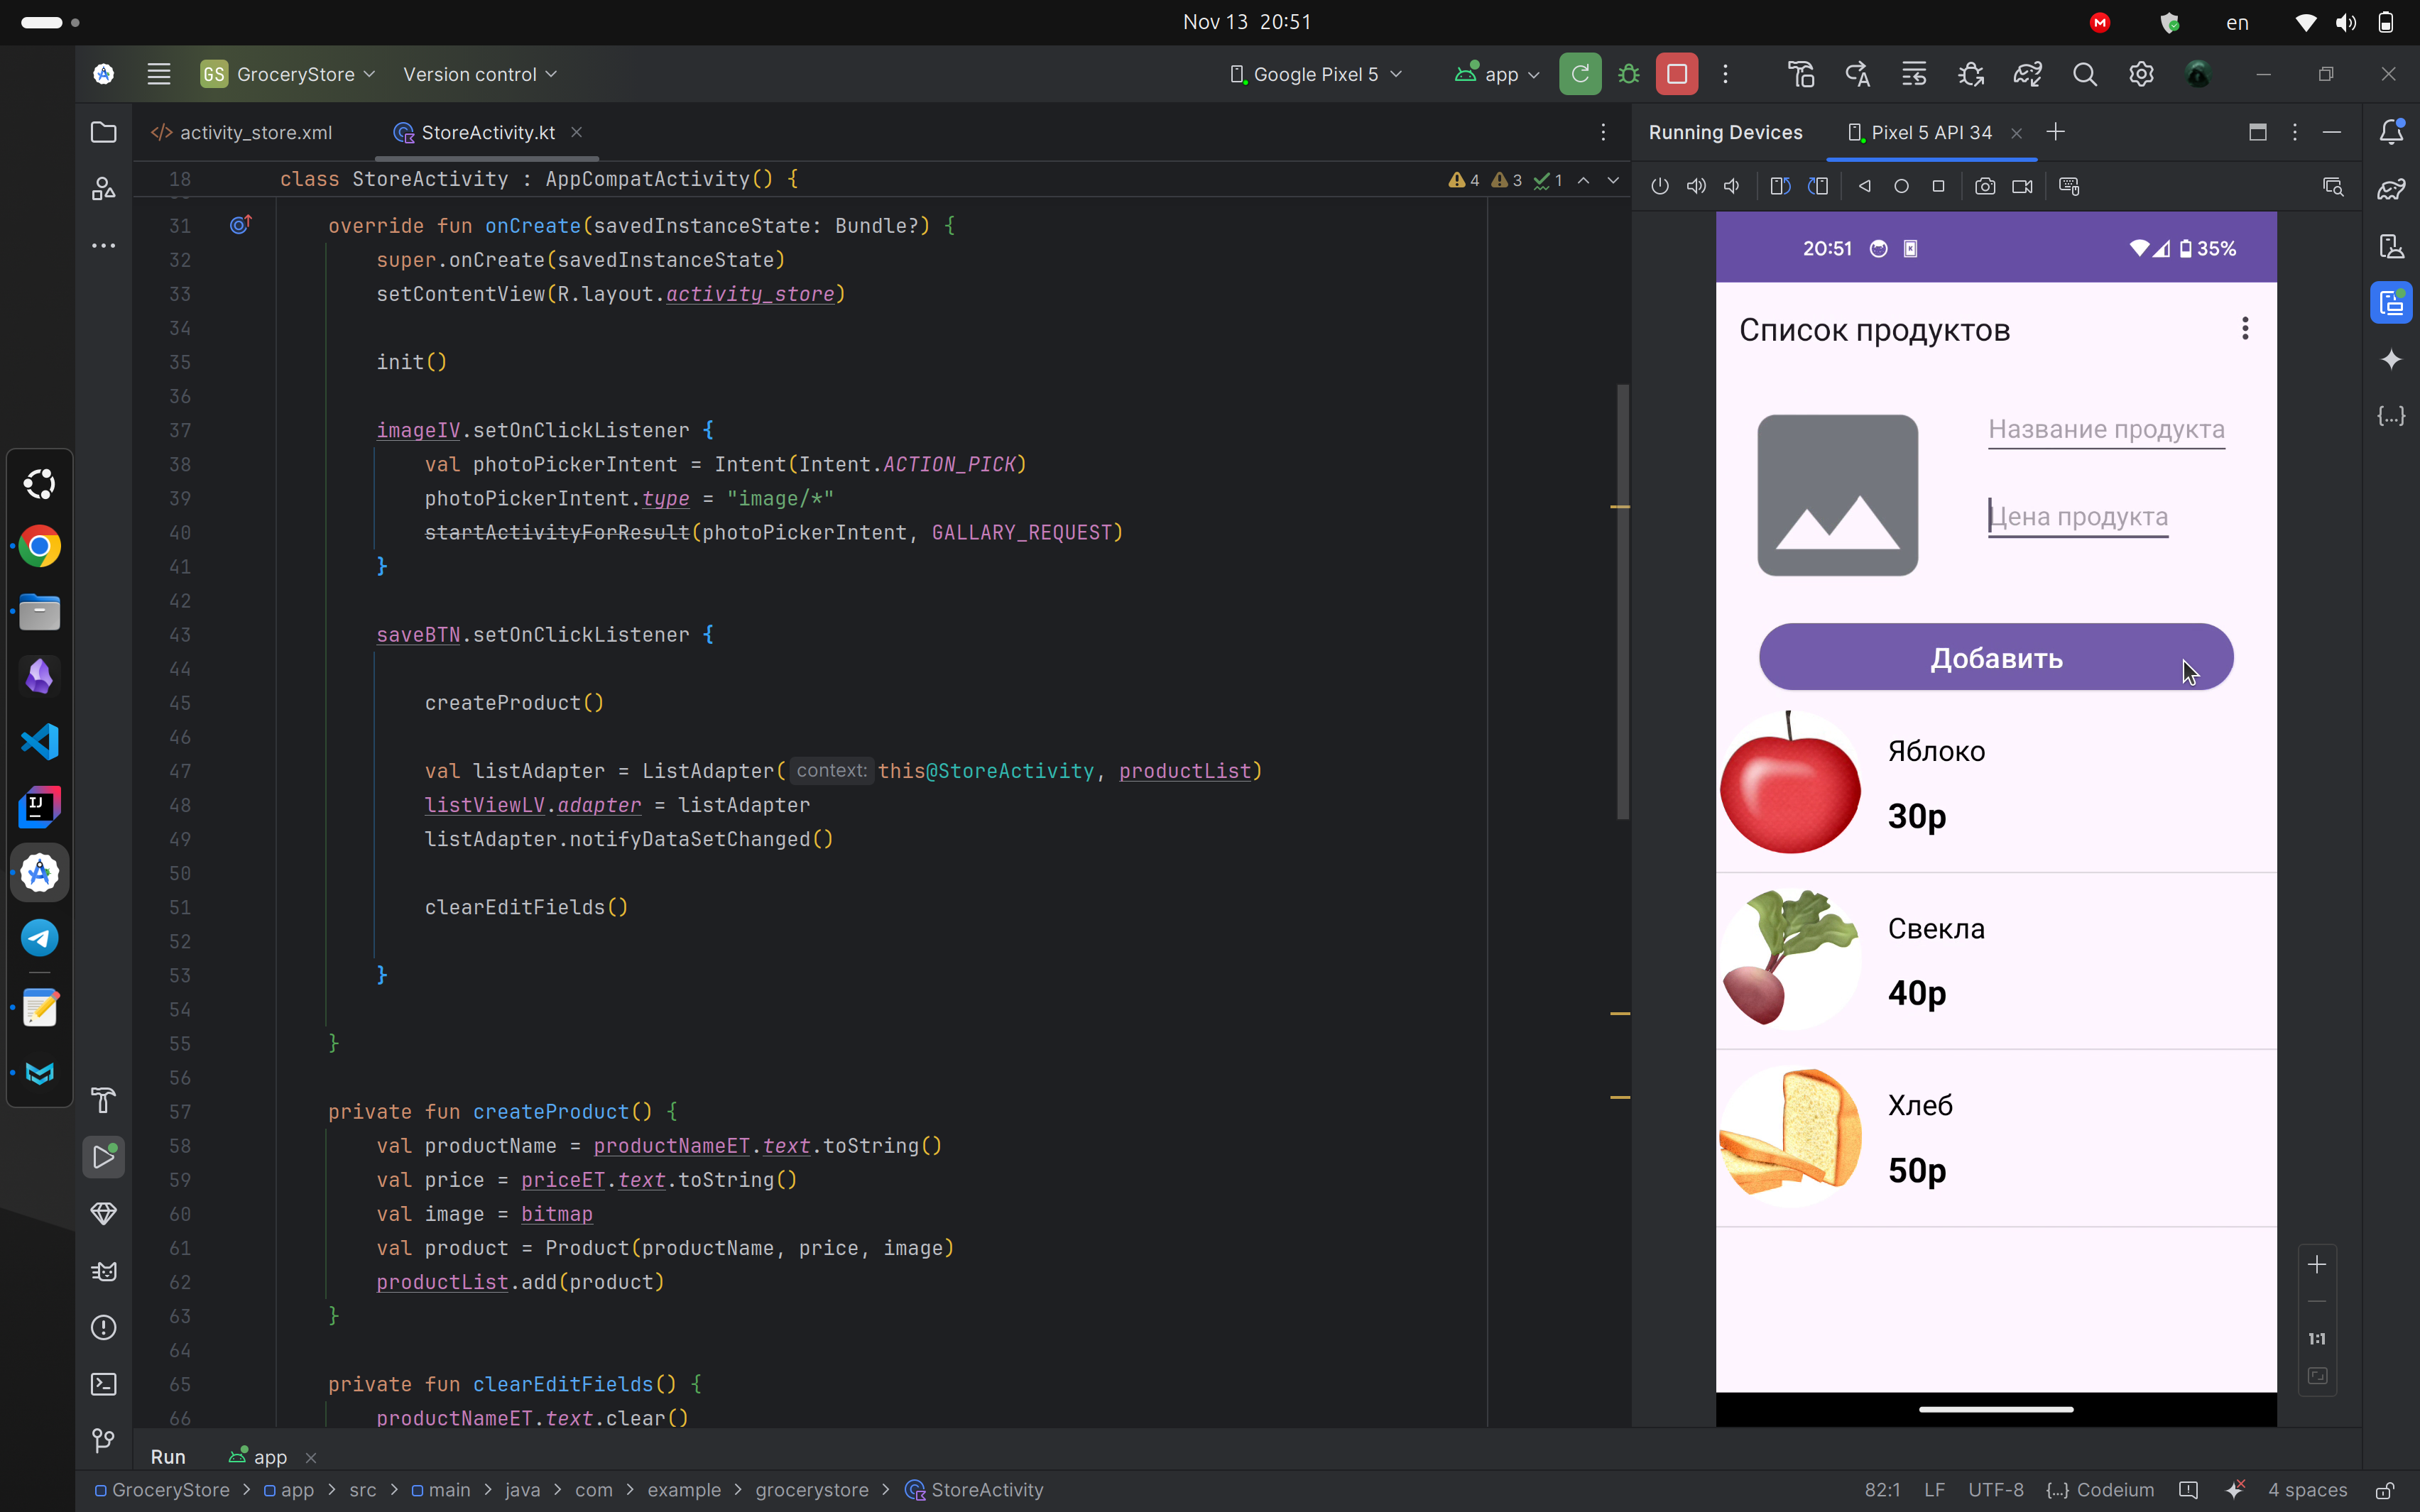 Nov 13 20:51
en
GS GroceryStore
Version control
Google Pixel 5
app
activity_store.xml
StoreActivity.kt
Running Devices
Pixel 5 API 34
18 class StoreActivity : AppCompatActivity() {
4 3 1
31 override fun onCreate(savedInstanceState: Bundle?) {
32 super.onCreate(savedInstanceState)
33 setContentView(R.layout.activity_store)
34
35 init()
36
37 imageIV.setOnClickListener {
38 val photoPickerIntent = Intent(Intent.ACTION_PICK)
39 photoPickerIntent.type = "image/*"
40 startActivityForResult(photoPickerIntent, GALLARY_REQUEST)
41 }
42
43 saveBTN.setOnClickListener {
44
45 createProduct()
46
47 val listAdapter = ListAdapter( context: this@StoreActivity, productList)
48 listViewLV.adapter = listAdapter
49 listAdapter.notifyDataSetChanged()
50
51 clearEditFields()
52
53 }
54
55 }
56
57 private fun createProduct() {
58 val productName = productNameET.text.toString()
59 val price = priceET.text.toString()
60 val image = bitmap
61 val product = Product(productName, price, image)
62 productList.add(product)
63 }
64
65 private fun clearEditFields() {
66 productNameET.text.clear()
20:51
35%
Список продуктов
Название продукта
Цена продукта
Добавить
Яблоко
30р
Свекла
40р
Хлеб
50р
1:1
Run
app
GroceryStore > app > src > main > java > com > example > grocerystore > StoreActivity
82:1 LF UTF-8 {...} Codeium 4 spaces